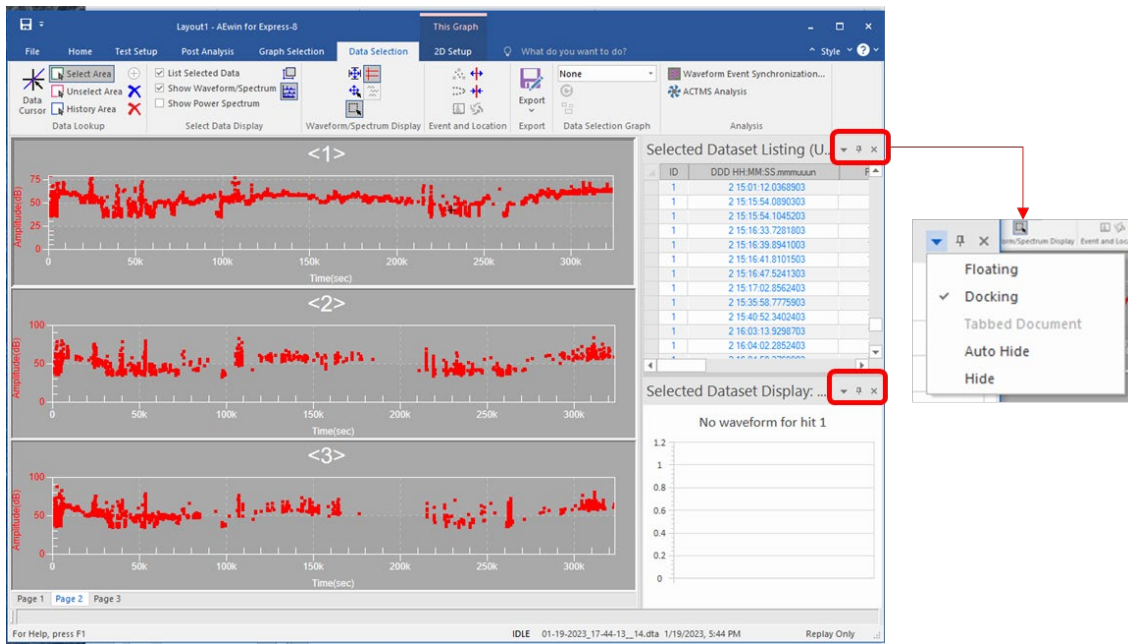 Layout1 - AEwin for Express-8
This Graph
File Home Test Setup Post Analysis Graph Selection Data Selection 2D Setup What do you want to do? Style
Data Cursor
Select Area
Unselect Area
History Area
Data Lookup
List Selected Data
Show Waveform/Spectrum
Show Power Spectrum
Select Data Display
Waveform/Spectrum Display
Event and Location
Export
Export
None
Data Selection Graph
Waveform Event Synchronization...
ACTMS Analysis
Analysis
<1>
Amplitude(dB)
75
50
25
0
0 50k 100k 150k 200k 250k 300k
Time(sec)
<2>
Amplitude(dB)
100
50
0
0 50k 100k 150k 200k 250k 300k
Time(sec)
<3>
Amplitude(dB)
100
50
0
0 50k 100k 150k 200k 250k 300k
Time(sec)
Page 1 Page 2 Page 3
Selected Dataset Listing (U...
ID DDD HH:MM:SS.mmmuuun
1 2 15:01:12.0368903
1 2 15:15:54.0890303
1 2 15:15:54.1045203
1 2 15:16:33.7281803
1 2 15:16:39.8941003
1 2 15:16:41.8101503
1 2 15:16:47.5241303
1 2 15:17:02.8562403
1 2 15:35:58.7775903
1 2 15:40:52.3402403
1 2 16:03:13.9298703
1 2 16:04:02.2852403
Selected Dataset Display: ...
No waveform for hit 1
1.2
1
0.8
0.6
0.4
0.2
0
For Help, press F1
IDLE 01-19-2023_17-44-13__14.dta 1/19/2023, 5:44 PM Replay Only
Floating
Docking
Tabbed Document
Auto Hide
Hide